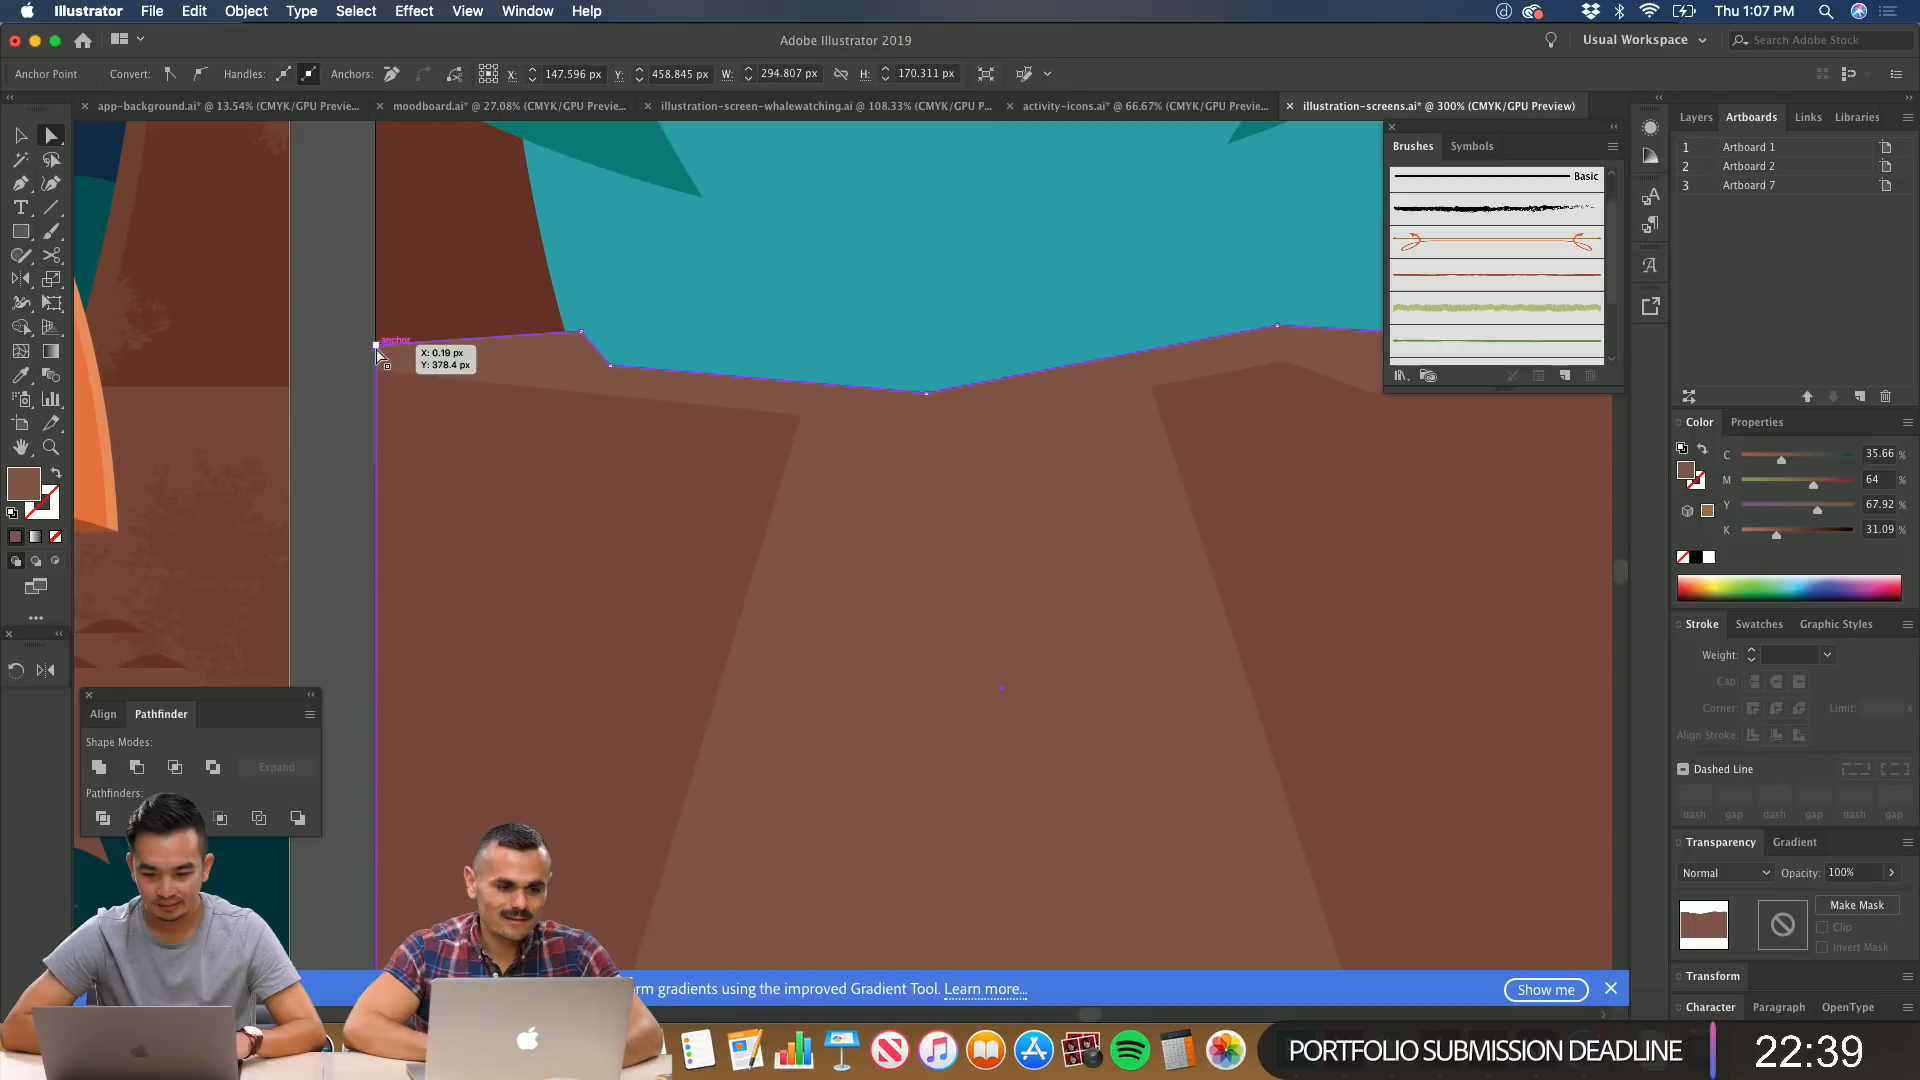 Illustrator File Edit Object Type Select Effect View Window Help
Thu 1:07 PM
Adobe Illustrator 2019
Usual Workspace
Search Adobe Stock
Anchor Point Convert: Handles: Anchors: X: 147.596 px Y: 458.845 px W: 294.807 px H: 170.311 px
app-background.ai* @ 13.54% (CMYK/GPU Previe...
moodboard.ai* @ 27.08% (CMYK/GPU Previe...
illustration-screen-whalewatching.ai @ 108.33% (CMYK/GPU P...
activity-icons.ai* @ 66.67% (CMYK/GPU Previe...
illustration-screens.ai* @ 300% (CMYK/GPU Preview)
Brushes Symbols
Basic
Layers Artboards Links Libraries
1 Artboard 1
2 Artboard 2
3 Artboard 7
anchor
X: 0.19 px
Y: 378.4 px
Color Properties
C 35.66 %
M 64 %
Y 67.92 %
K 31.09 %
Stroke Swatches Graphic Styles
Weight:
Cap:
Corner: Limit: x
Align Stroke:
Dashed Line
dash gap dash gap dash gap
Align Pathfinder
Shape Modes:
Expand
Pathfinders:
Transparency Gradient
Normal Opacity: 100%
Make Mask
Clip
Invert Mask
Transform
Character Paragraph OpenType
rm gradients using the improved Gradient Tool. Learn more...
Show me
PORTFOLIO SUBMISSION DEADLINE
22:39